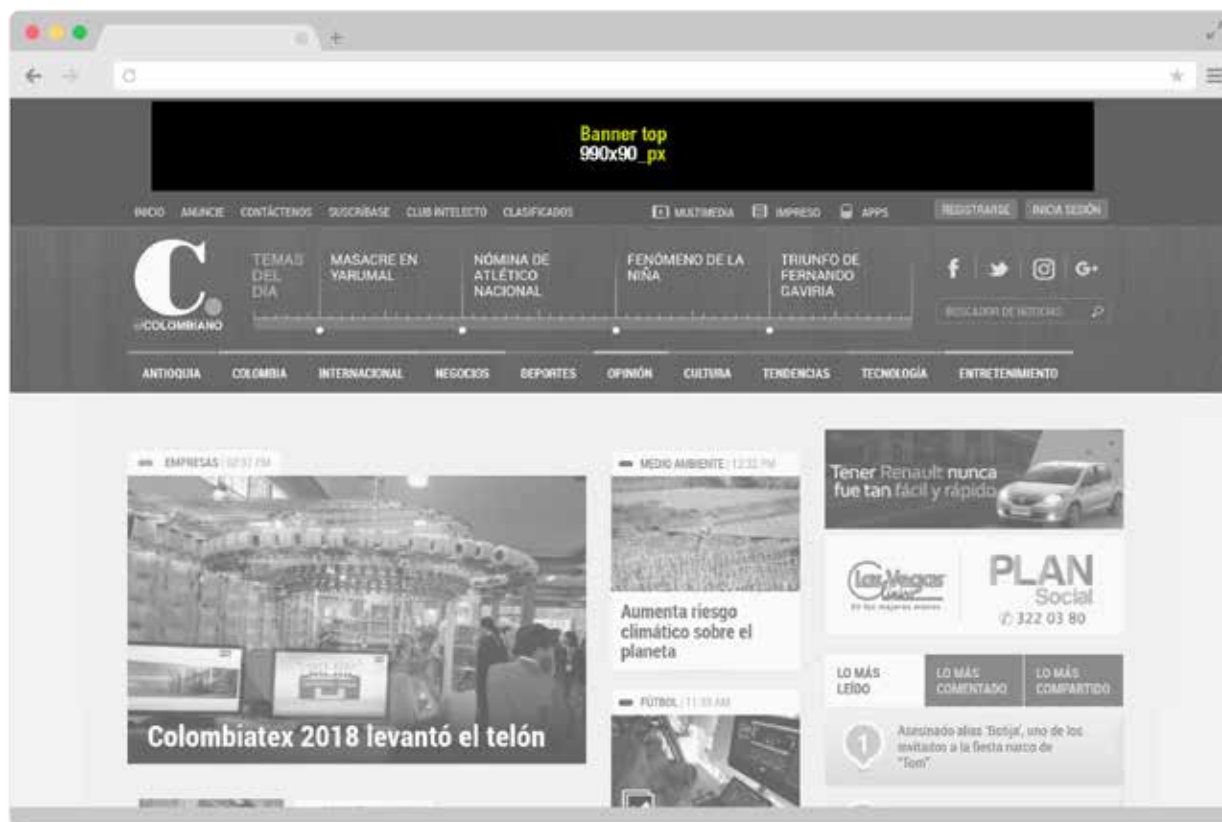 Banner top
990x90_px
INICIO ANUNCIE CONTÁCTENOS SUSCRÍBASE CLUB INTELECTO CLASIFICADOS MULTIMEDIA IMPRESO APPS REGISTRARSE INICIA SESIÓN
C.
elCOLOMBIANO
TEMAS
DEL
DÍA
MASACRE EN
YARUMAL
NÓMINA DE
ATLÉTICO
NACIONAL
FENÓMENO DE LA
NIÑA
TRIUNFO DE
FERNANDO
GAVIRIA
BUSCADOR DE NOTICIAS
ANTIOQUIA COLOMBIA INTERNACIONAL NEGOCIOS DEPORTES OPINIÓN CULTURA TENDENCIAS TECNOLOGÍA ENTRETENIMIENTO
EMPRESAS
Colombiatex 2018 levantó el telón
MEDIO AMBIENTE | 12:32 PM
Aumenta riesgo
climático sobre el
planeta
FÚTBOL | 11:39 AM
Tener Renault nunca
fue tan fácil y rápido
Las Vegas
PLAN
Social
322 03 80
LO MÁS
LEÍDO
LO MÁS
COMENTADO
LO MÁS
COMPARTIDO
1
Asesinado alias uno de los
invitados a la fiesta narco de
"Tom"